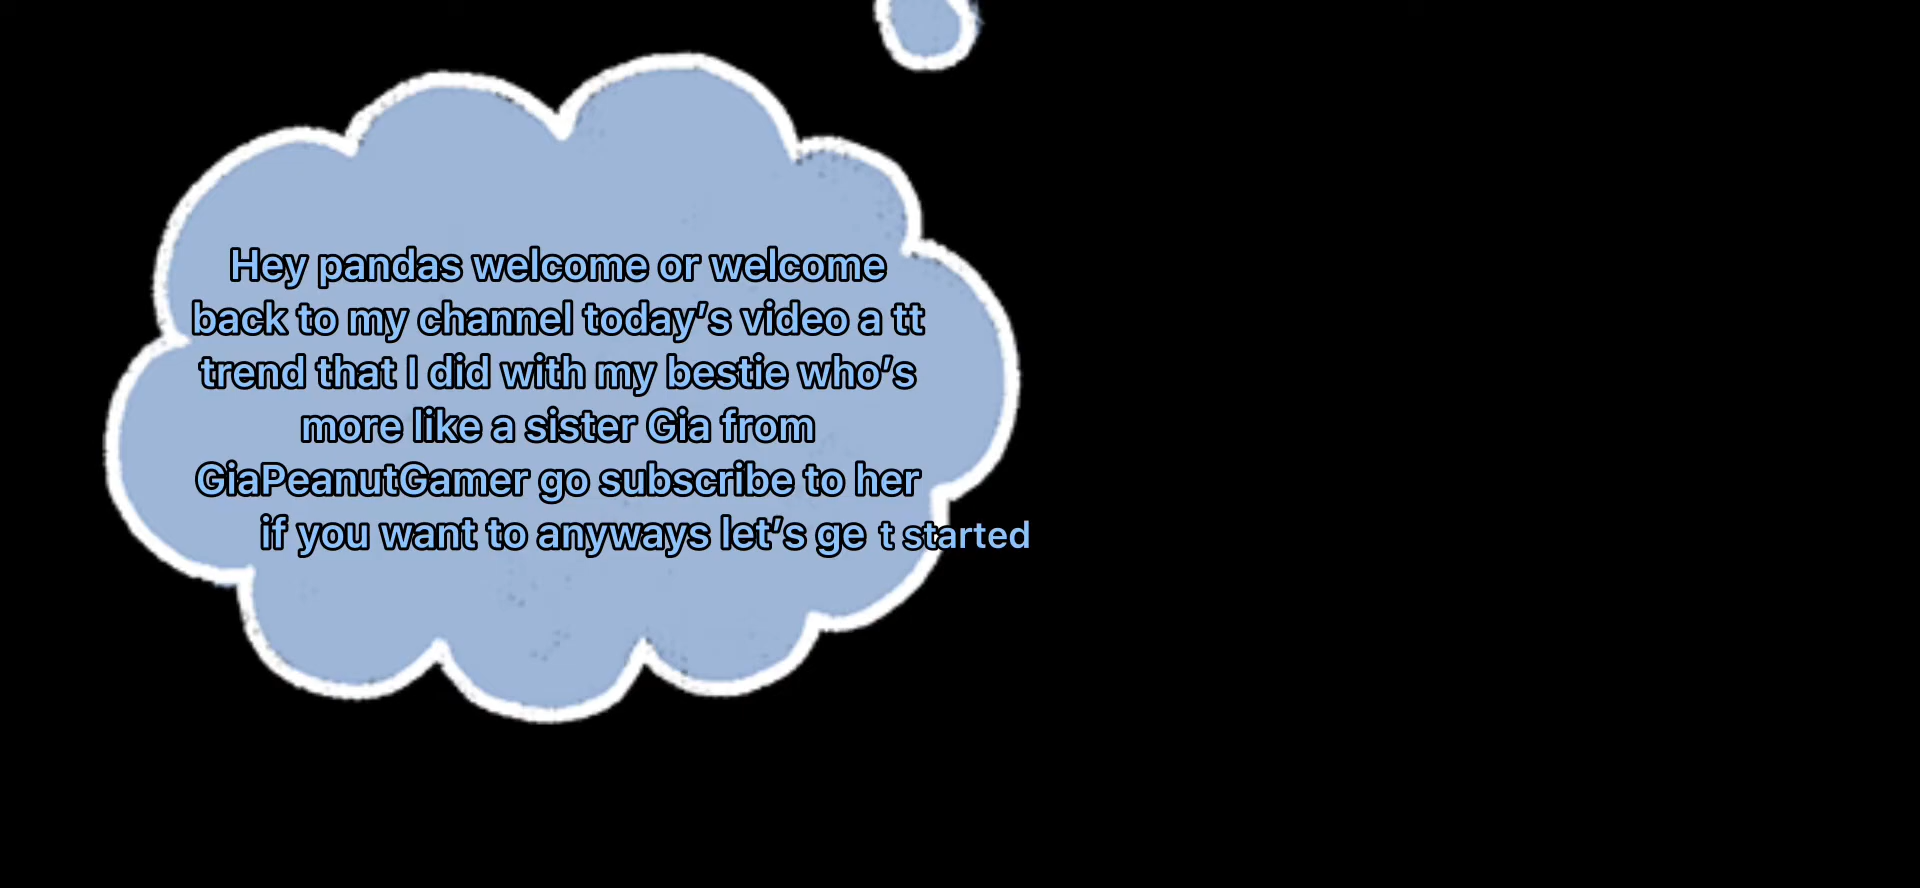 Hey pandas welcome or welcome
back to my channel today’s video a tt
trend that I did with my bestie who’s
more like a sister Gia from
GiaPeanutGamer go subscribe to her
if you want to anyways let’s ge t started